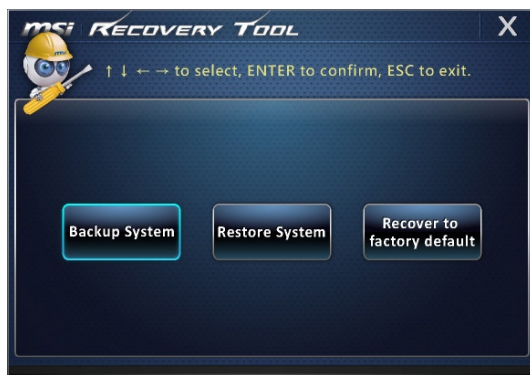 msi RECOVERY TOOL X
↑ ↓ ← → to select, ENTER to confirm, ESC to exit.
Backup System
Restore System
Recover to
factory default